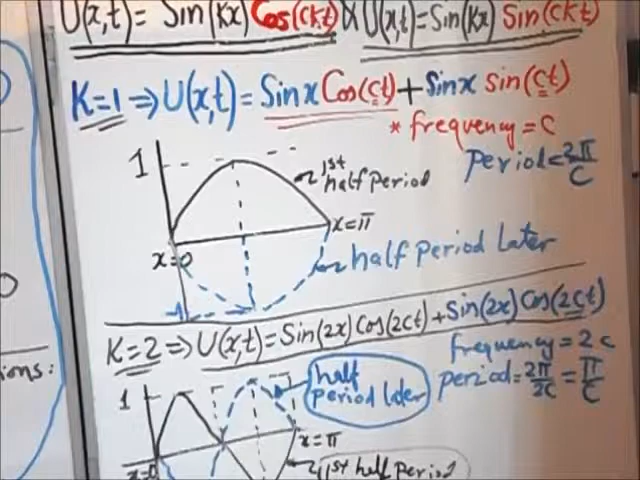 U(x,t) = Sin(Kx) Cos(ckt) & U(x,t) = Sin(Kx) Sin(ckt)
K=1 ⇒ U(x,t) = Sinx Cos(ct) + Sinx sin(ct)
* frequency = c
Period = 2π/c
1
1st half Period
x=π
x=0
half Period Later
-1
K=2 ⇒ U(x,t) = Sin(2x) Cos(2ct) + Sin(2x) Cos(2ct)
frequency = 2c
period = 2π/2c = π/c
half Period later
1
x=π
x=0
1st half Period
ions: